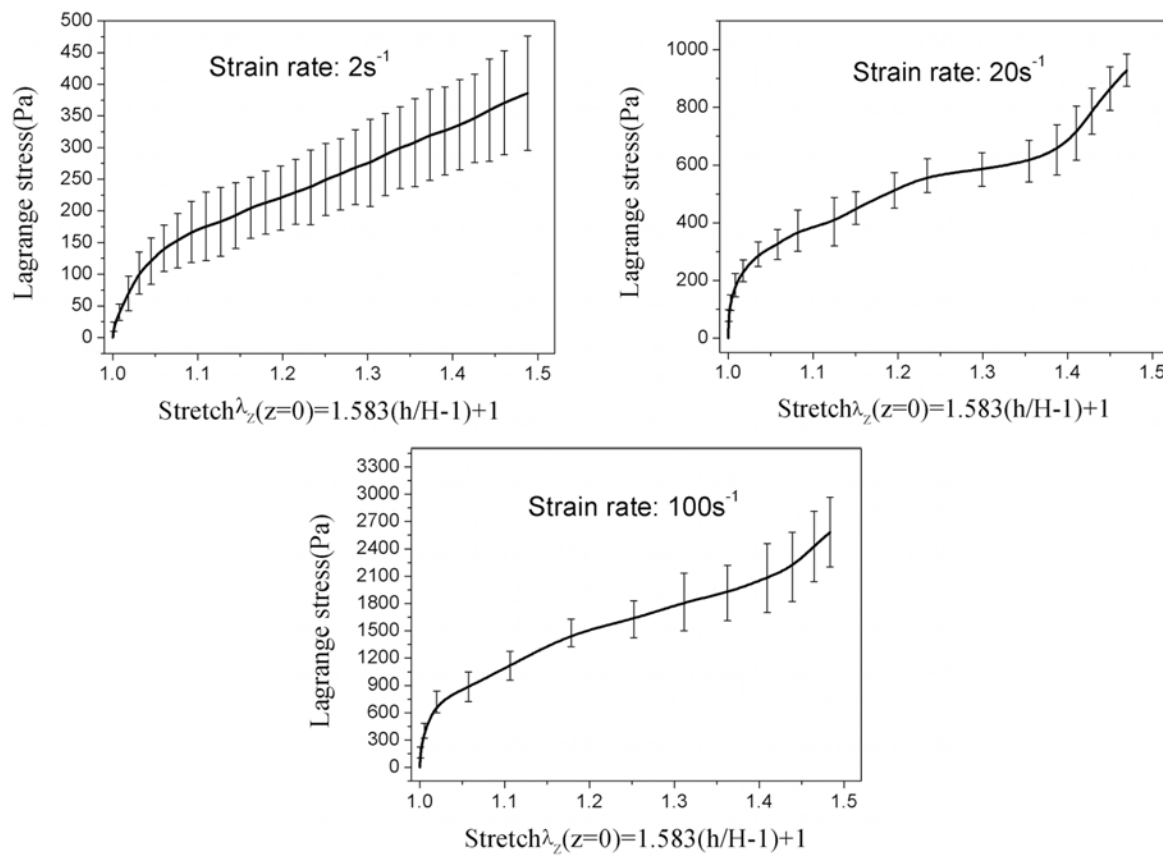 Strain rate: 2s⁻¹
Lagrange stress(Pa)
500
450
400
350
300
250
200
150
100
50
0
1.0 1.1 1.2 1.3 1.4 1.5
Stretchλz(z=0)=1.583(h/H-1)+1
Strain rate: 20s⁻¹
Lagrange stress(Pa)
1000
800
600
400
200
0
1.0 1.1 1.2 1.3 1.4 1.5
Stretchλz(z=0)=1.583(h/H-1)+1
Strain rate: 100s⁻¹
Lagrange stress(Pa)
3300
3000
2700
2400
2100
1800
1500
1200
900
600
300
0
1.0 1.1 1.2 1.3 1.4 1.5
Stretchλz(z=0)=1.583(h/H-1)+1